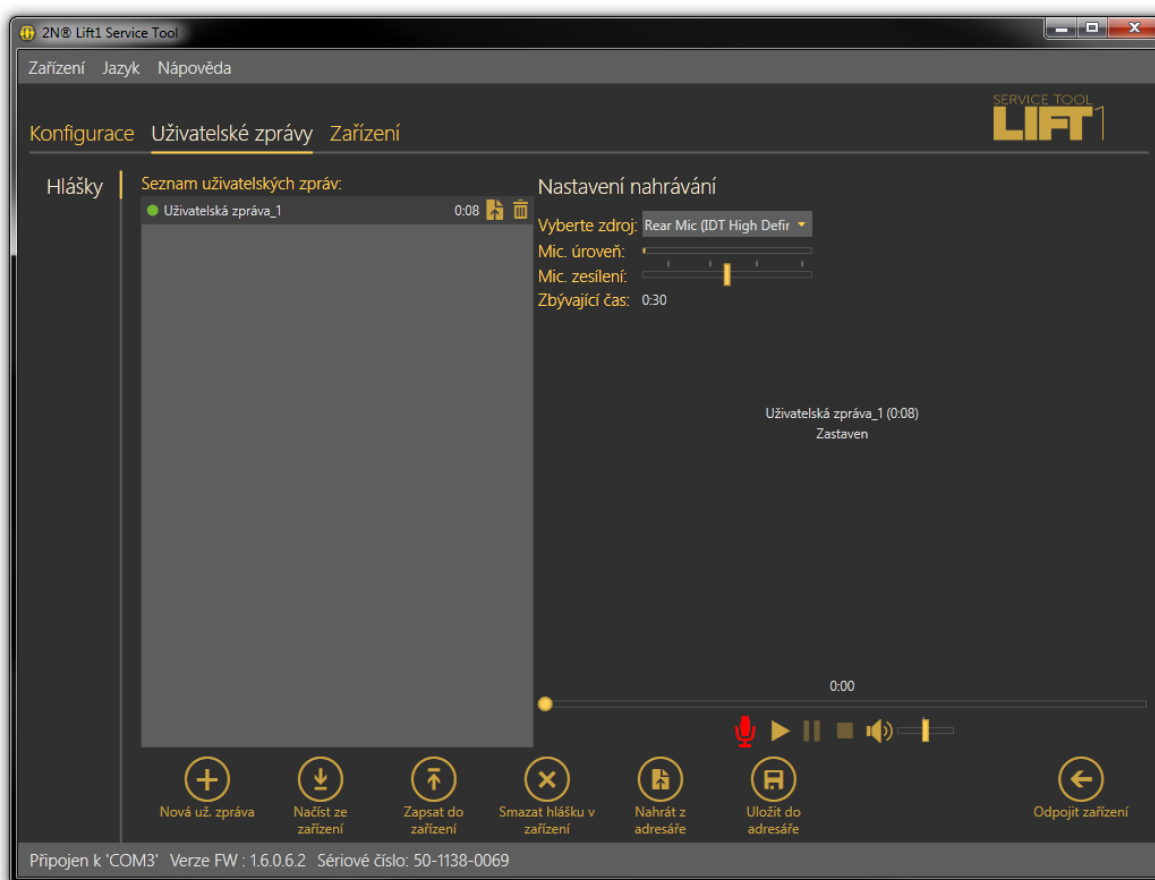 2N® Lift1 Service Tool
Zařízení Jazyk Nápověda
SERVICE TOOL
LIFT1
Konfigurace Uživatelské zprávy Zařízení
Hlášky
Seznam uživatelských zpráv:
Uživatelská zpráva_1 0:08
Nastavení nahrávání
Vyberte zdroj: Rear Mic (IDT High Defir
Mic. úroveň:
Mic. zesílení:
Zbývající čas: 0:30
Uživatelská zpráva_1 (0:08)
Zastaven
0:00
Nová už. zpráva
Načíst ze
zařízení
Zapsat do
zařízení
Smazat hlášku v
zařízení
Nahrát z
adresáře
Uložit do
adresáře
Odpojit zařízení
Připojen k 'COM3' Verze FW : 1.6.0.6.2 Sériové číslo: 50-1138-0069